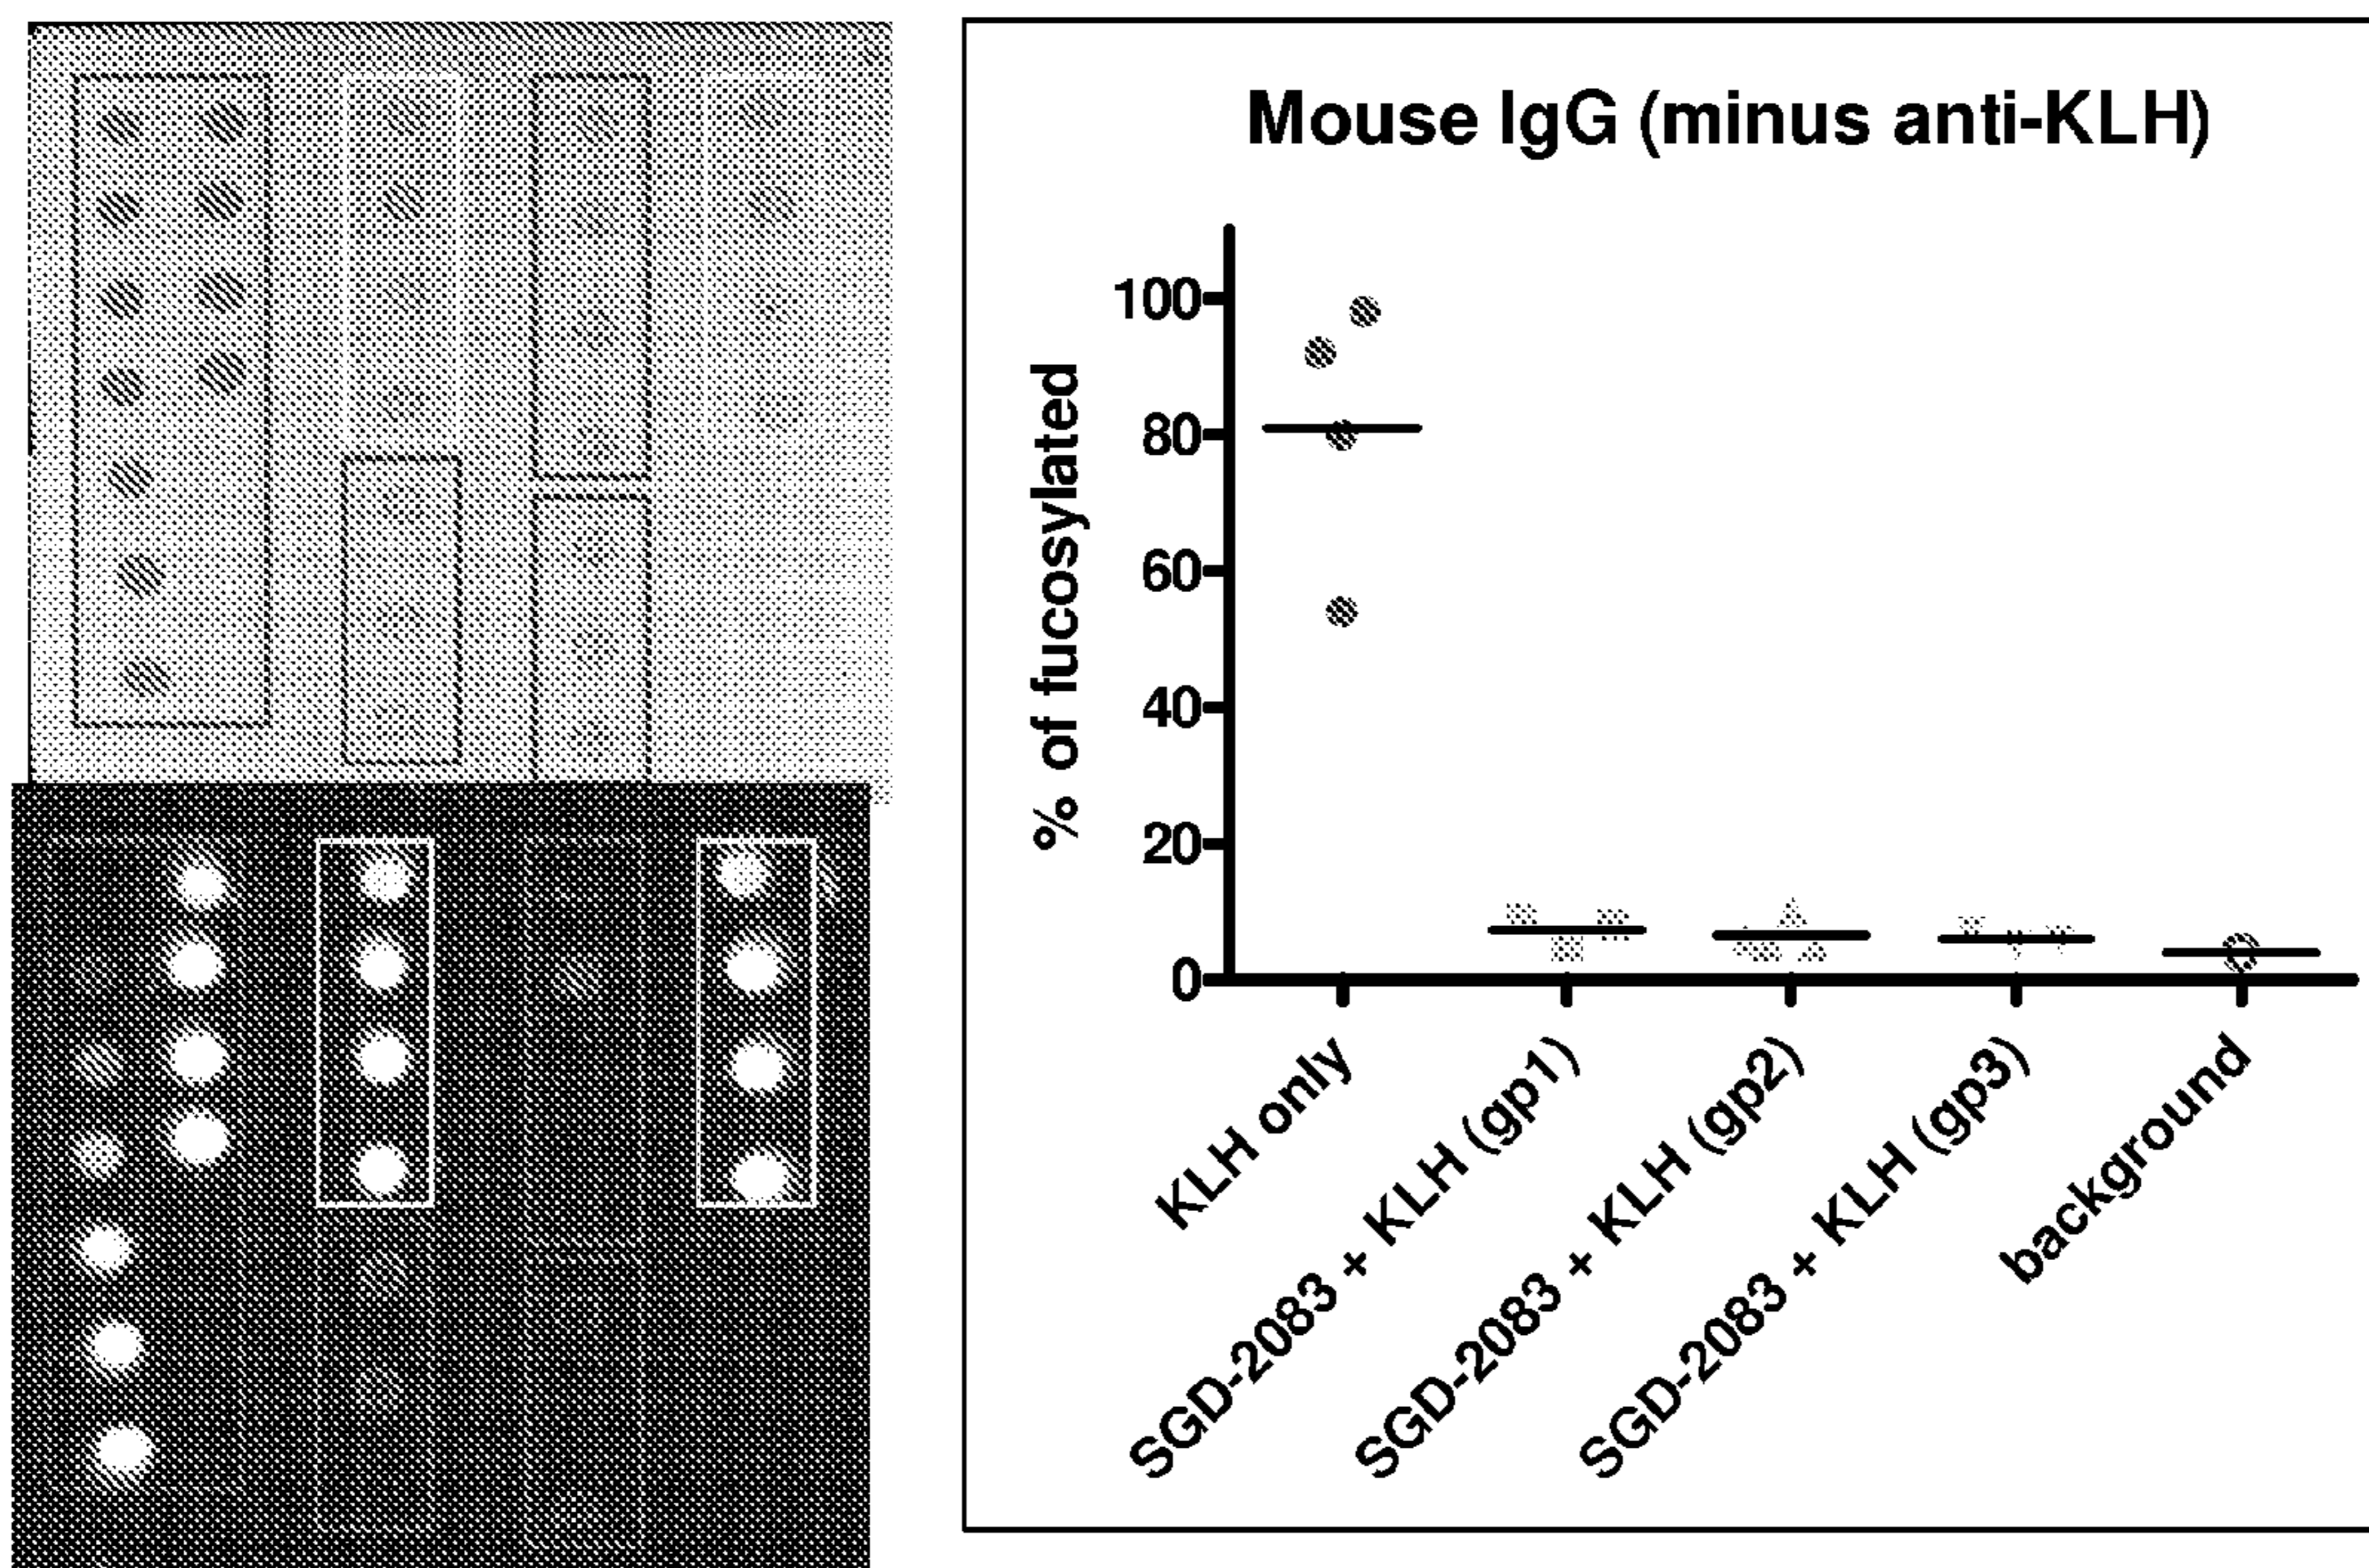 Mouse IgG (minus anti-KLH)
% of fucosylated
100
80
60
40
20
0
KLH only
SGD-2083 + KLH (gp1)
SGD-2083 + KLH (gp2)
SGD-2083 + KLH (gp3)
background